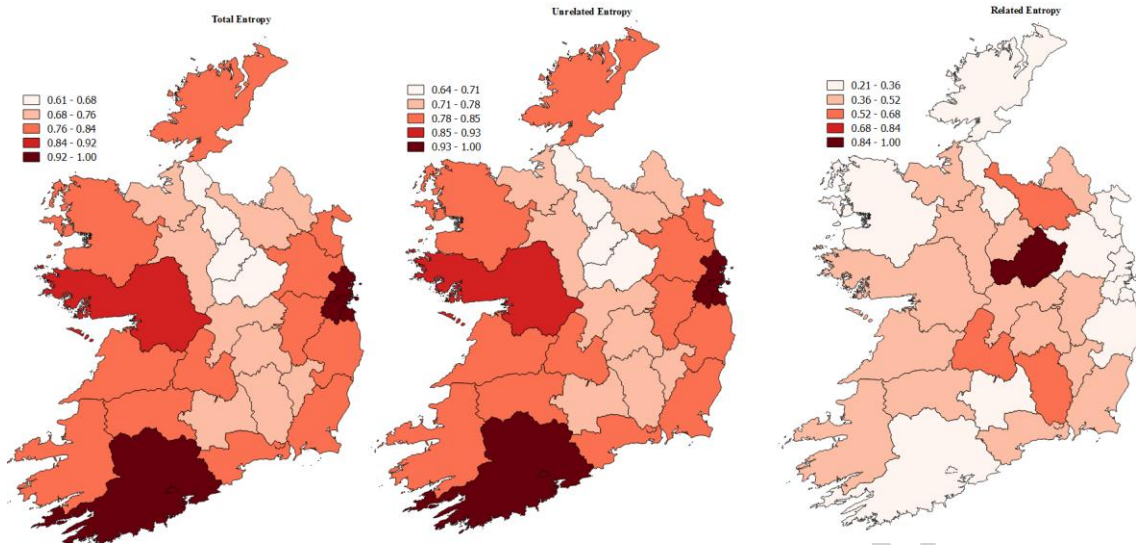 Total Entropy
0.61 - 0.68
0.68 - 0.76
0.76 - 0.84
0.84 - 0.92
0.92 - 1.00
Unrelated Entropy
0.64 - 0.71
0.71 - 0.78
0.78 - 0.85
0.85 - 0.93
0.93 - 1.00
Related Entropy
0.21 - 0.36
0.36 - 0.52
0.52 - 0.68
0.68 - 0.84
0.84 - 1.00